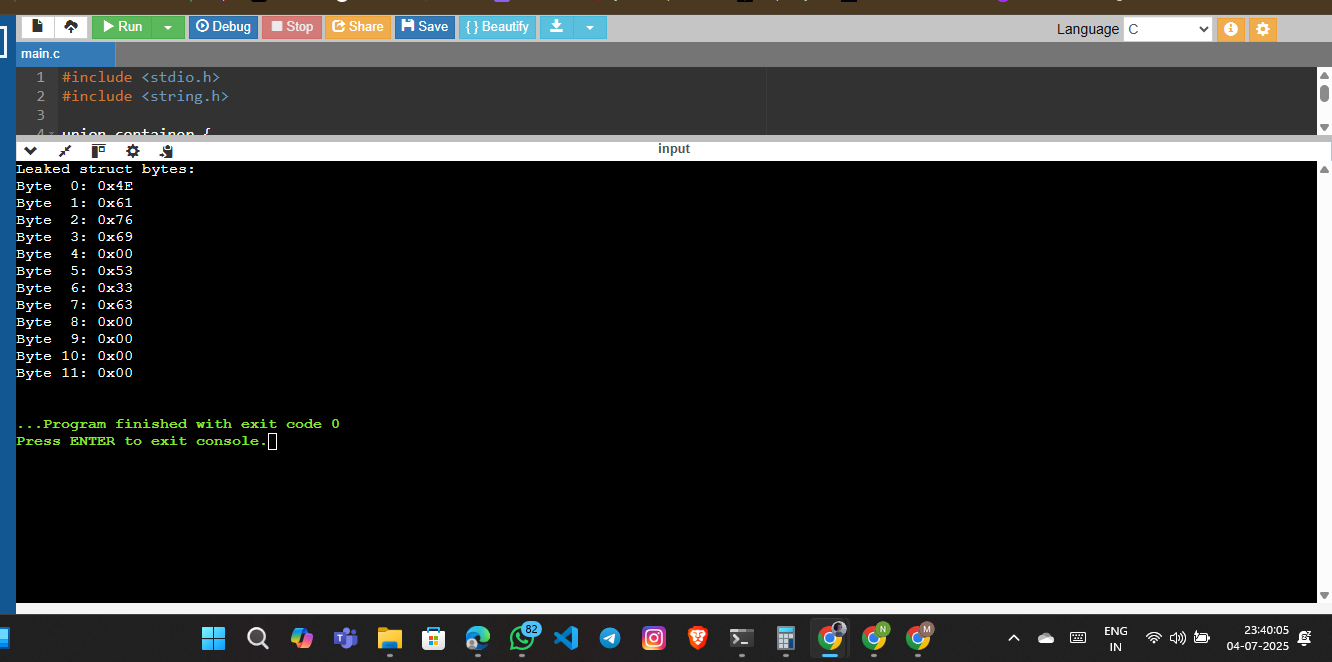 Run
Debug
Stop
Share
Save
{ } Beautify
Language
C
main.c
1 #include <stdio.h>
2 #include <string.h>
3
4 union container {
input
Leaked struct bytes:
Byte  0: 0x4E
Byte  1: 0x61
Byte  2: 0x76
Byte  3: 0x69
Byte  4: 0x00
Byte  5: 0x53
Byte  6: 0x33
Byte  7: 0x63
Byte  8: 0x00
Byte  9: 0x00
Byte 10: 0x00
Byte 11: 0x00
...Program finished with exit code 0
Press ENTER to exit console.
82
N
M
ENG
IN
23:40:05
04-07-2025